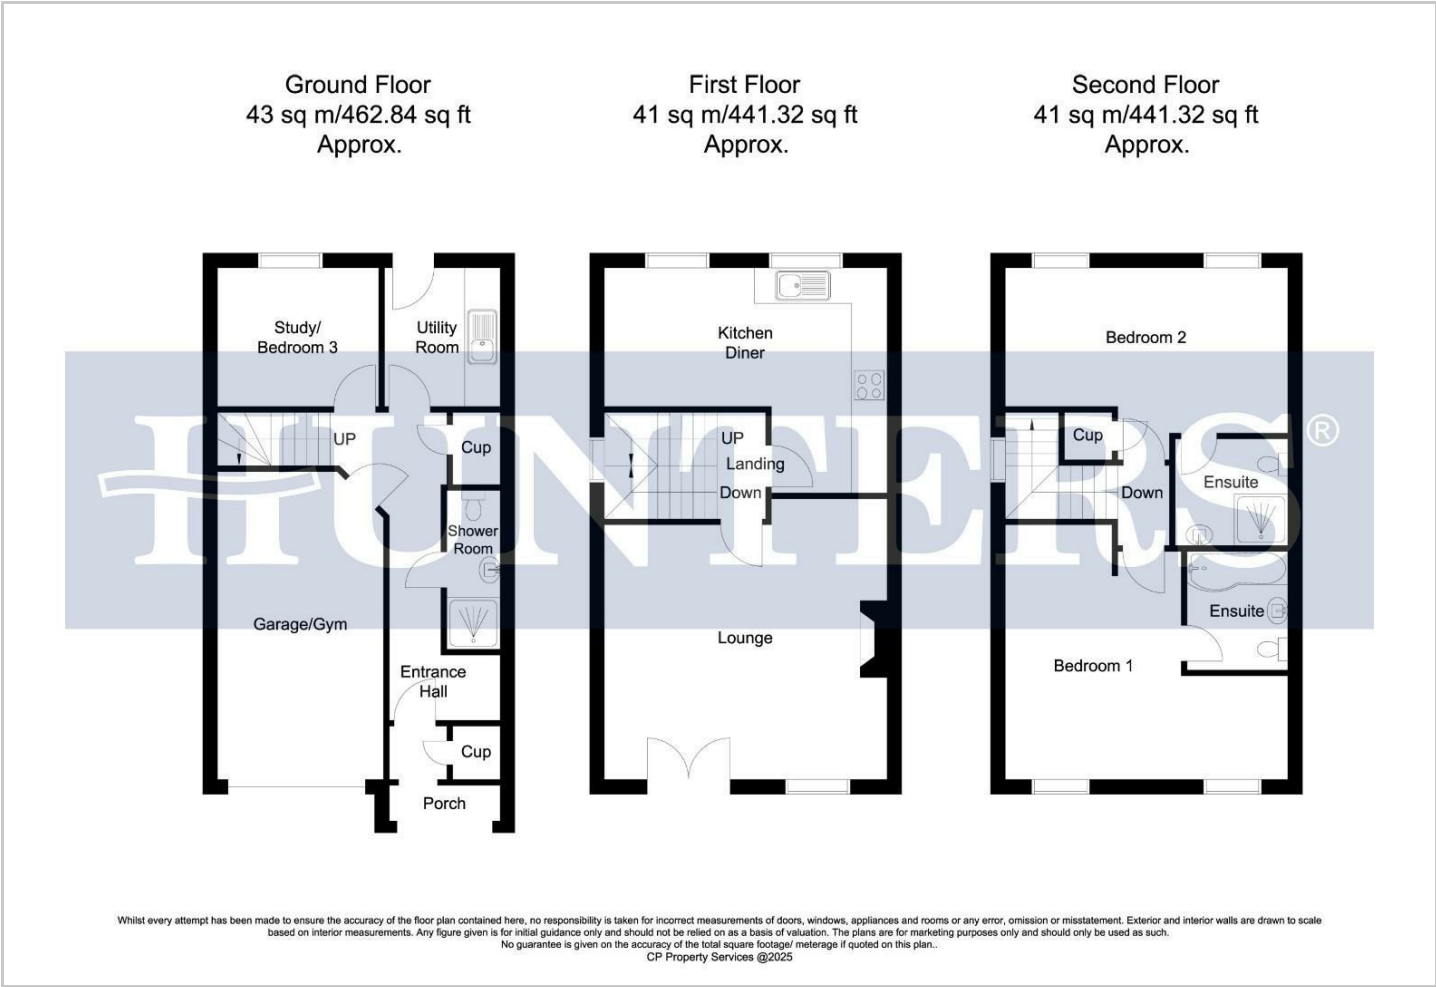 Ground Floor
43 sq m/462.84 sq ft
Approx.
First Floor
41 sq m/441.32 sq ft
Approx.
Second Floor
41 sq m/441.32 sq ft
Approx.
Study/
Bedroom 3
Utility
Room
UP
Cup
Shower
Room
Garage/Gym
Entrance
Hall
Cup
Porch
Kitchen
Diner
UP
Landing
Down
Lounge
Bedroom 2
Cup
Down
Ensuite
Ensuite
Bedroom 1
HUNTERS®
Whilst every attempt has been made to ensure the accuracy of the floor plan contained here, no responsibility is taken for incorrect measurements of doors, windows, appliances and rooms or any error, omission or misstatement. Exterior and interior walls are drawn to scale
based on interior measurements. Any figure given is for initial guidance only and should not be relied on as a basis of valuation. The plans are for marketing purposes only and should only be used as such.
No guarantee is given on the accuracy of the total square footage/ meterage if quoted on this plan..
CP Property Services @2025